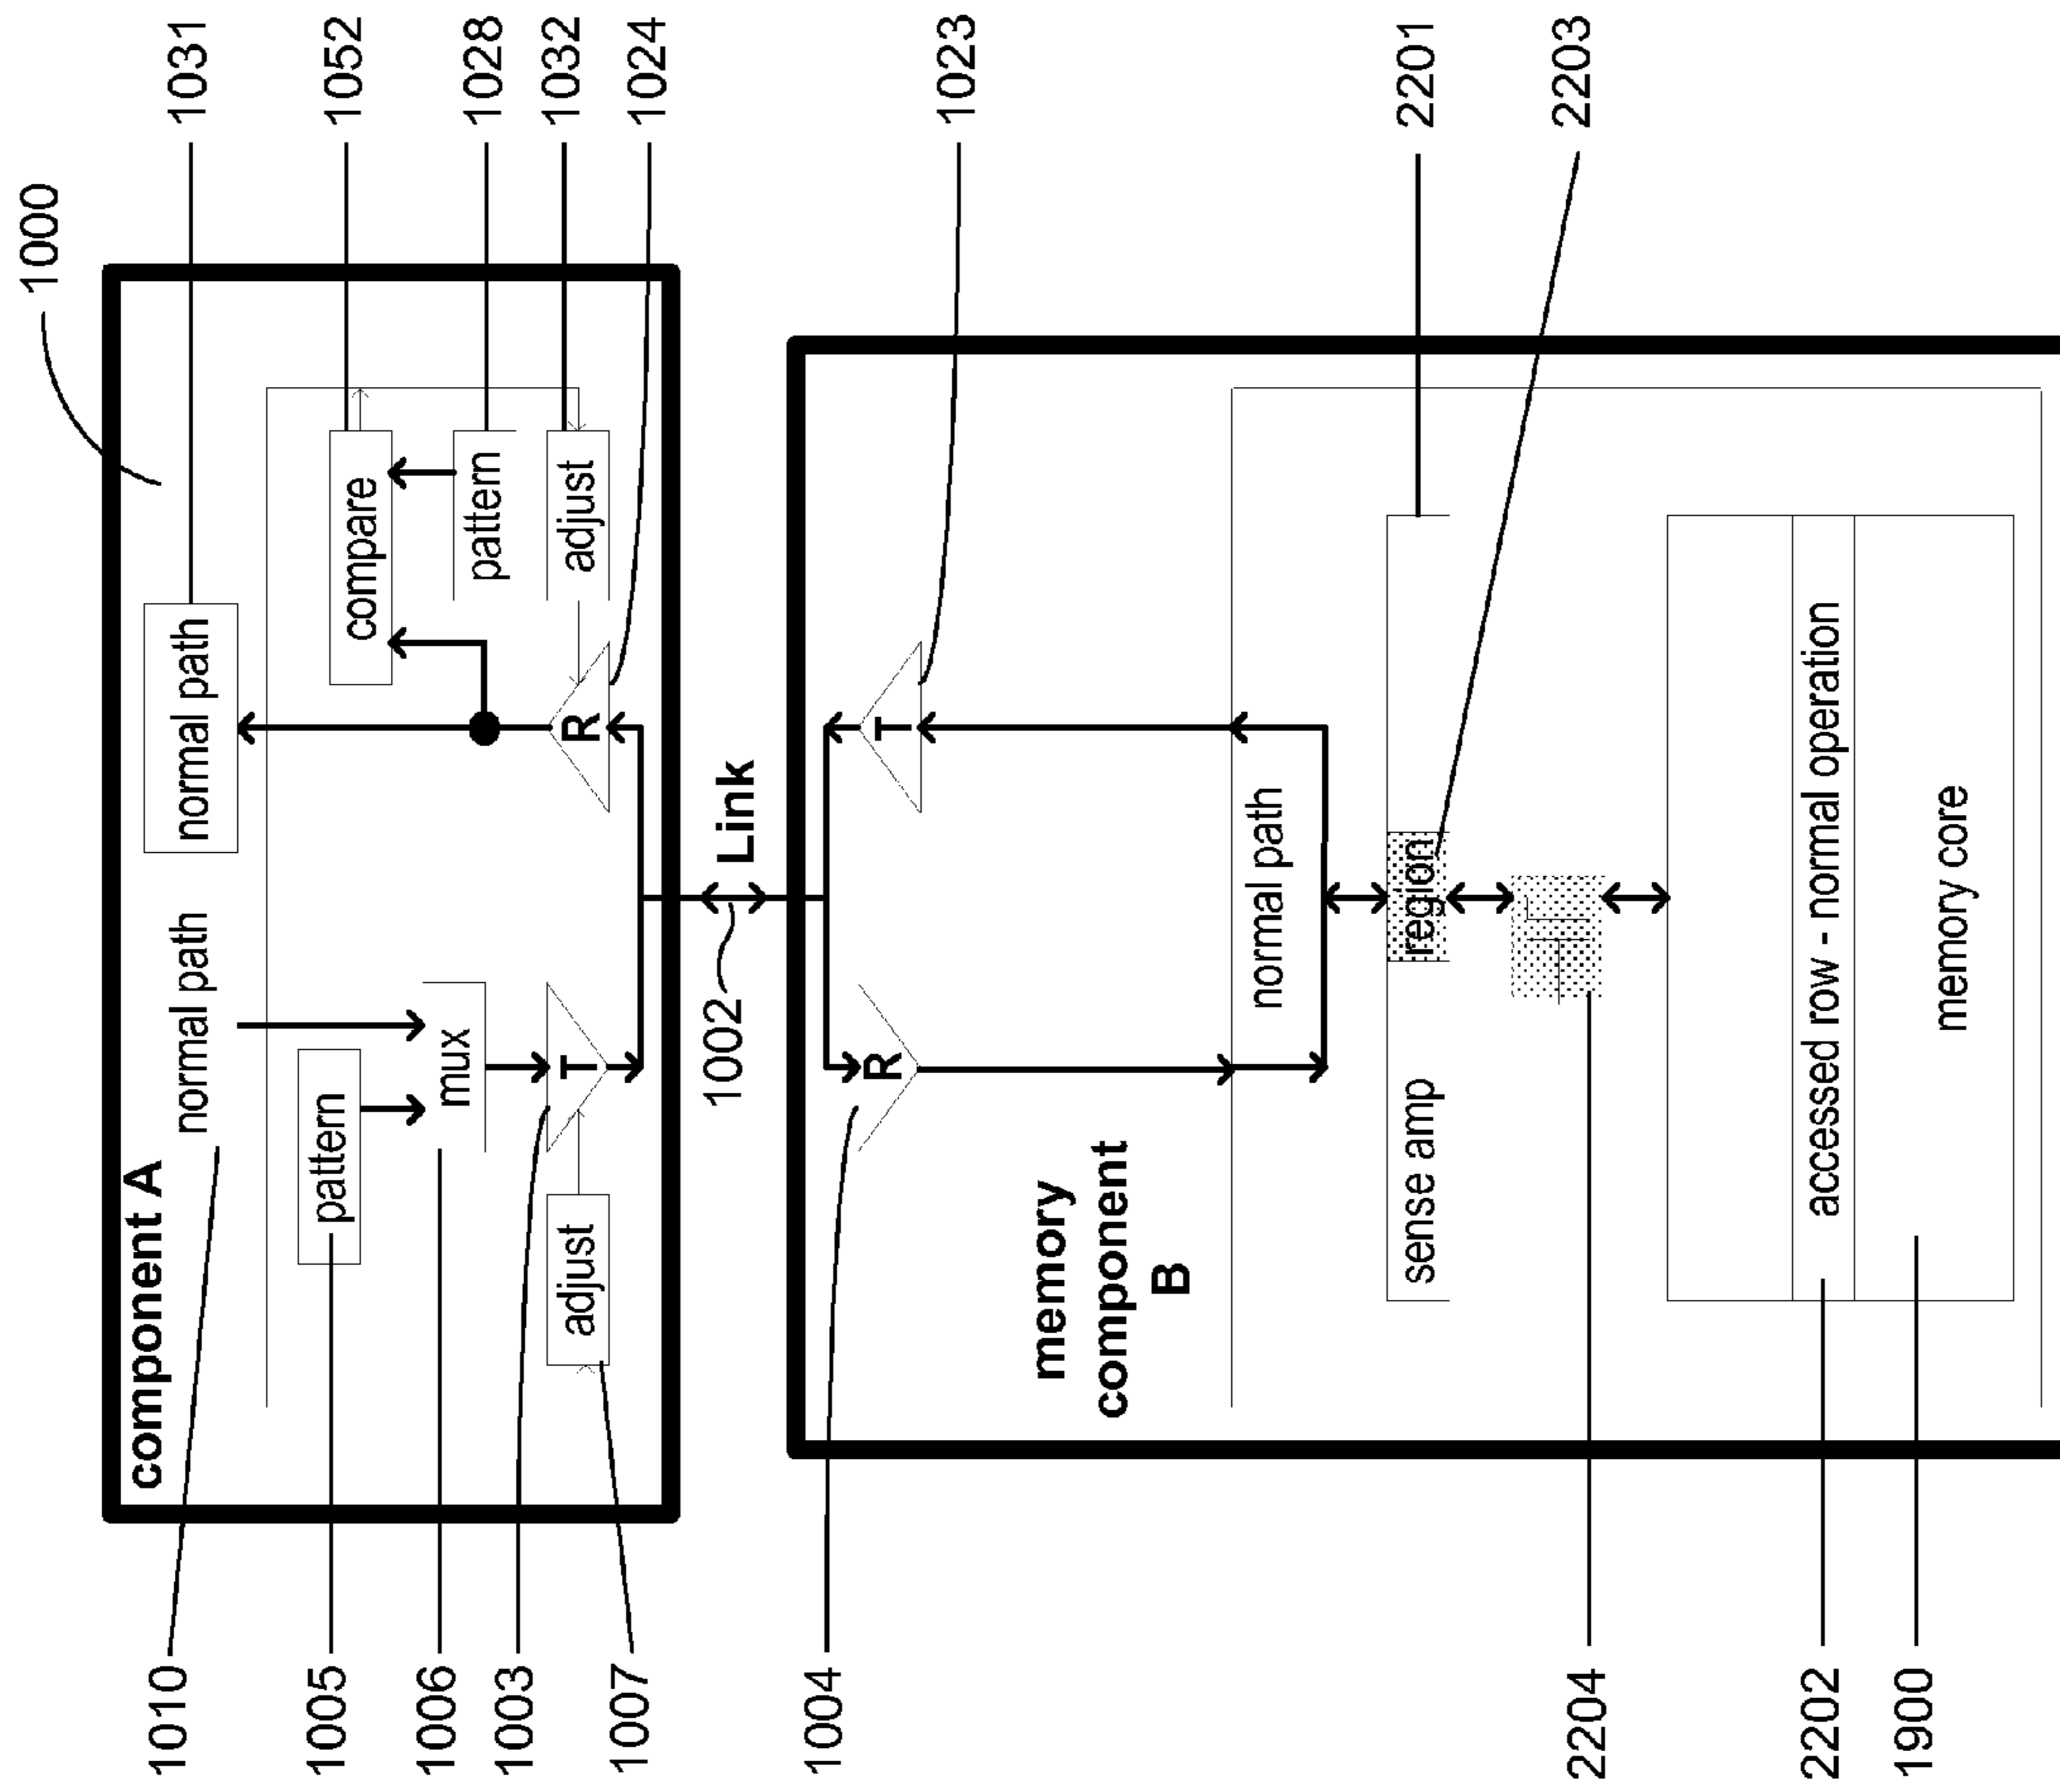 1000
1031
1052
1028
1032
1024
1023
2201
2203
component A
normal path
normal path
pattern
compare
mux
pattern
T
R
adjust
adjust
1002
Link
R
T
memory
component
B
normal path
sense amp
region
accessed row - normal operation
memory core
1010
1005
1006
1003
1007
1004
2204
2202
1900